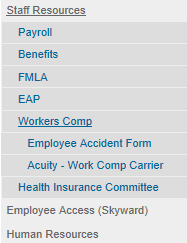 Staff Resources
Payroll
Benefits
FMLA
EAP
Workers Comp
Employee Accident Form
Acuity - Work Comp Carrier
Health Insurance Committee
Employee Access (Skyward)
Human Resources